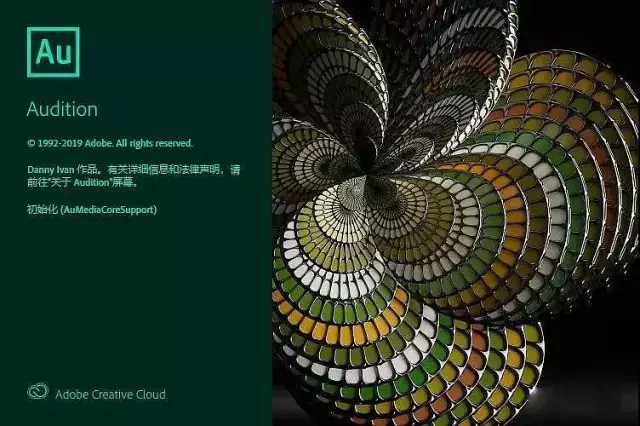 Au
Audition
© 1992-2019 Adobe. All rights reserved.
Danny Ivan 作品。有关详细信息和法律声明，请
前往"关于 Audition"屏幕。
初始化 (AuMediaCoreSupport)
Adobe Creative Cloud